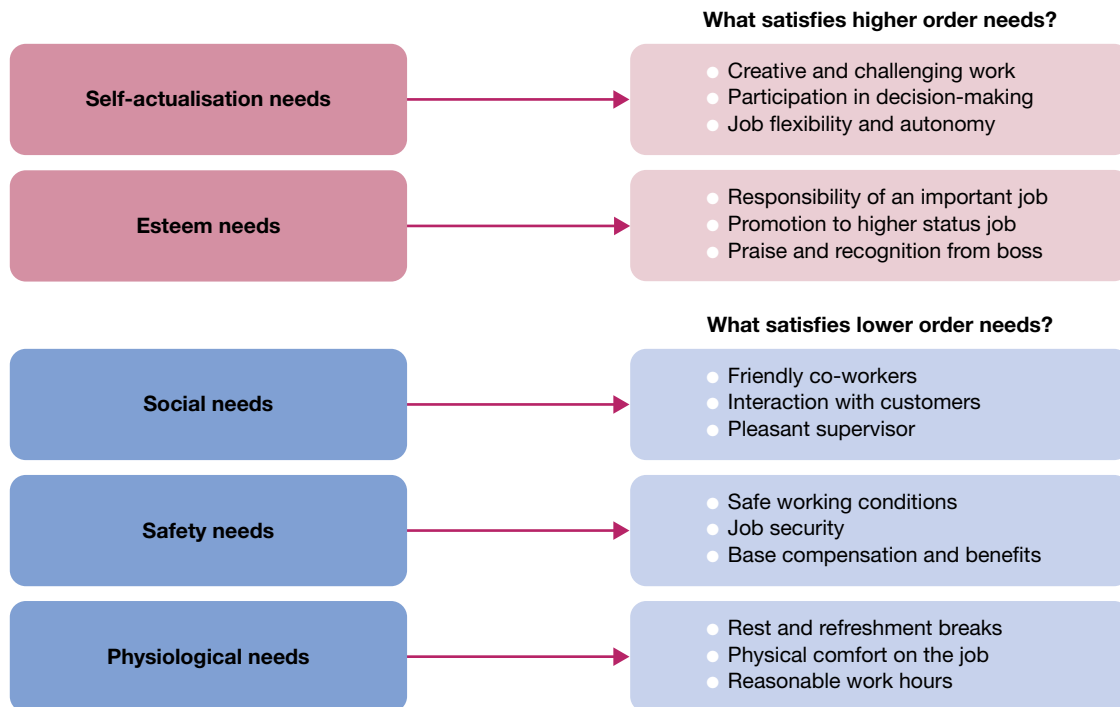 What satisfies higher order needs?
Self-actualisation needs
Creative and challenging work
Participation in decision-making
Job flexibility and autonomy
Esteem needs
Responsibility of an important job
Promotion to higher status job
Praise and recognition from boss
What satisfies lower order needs?
Social needs
Friendly co-workers
Interaction with customers
Pleasant supervisor
Safety needs
Safe working conditions
Job security
Base compensation and benefits
Physiological needs
Rest and refreshment breaks
Physical comfort on the job
Reasonable work hours